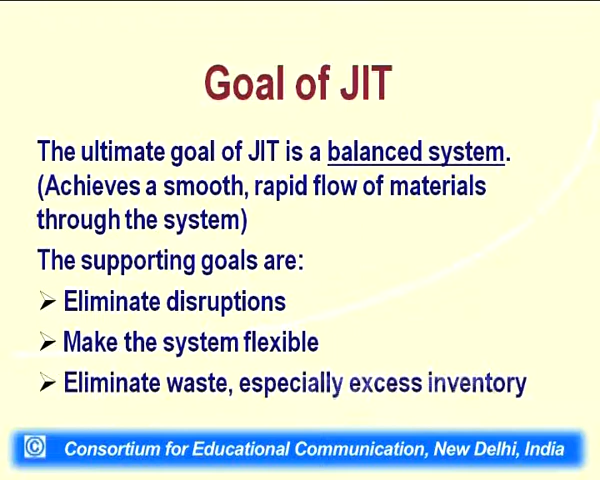 Goal of JIT
The ultimate goal of JIT is a balanced system.
(Achieves a smooth, rapid flow of materials
through the system)
The supporting goals are:
➢ Eliminate disruptions
➢ Make the system flexible
➢ Eliminate waste, especially excess inventory
© Consortium for Educational Communication, New Delhi, India